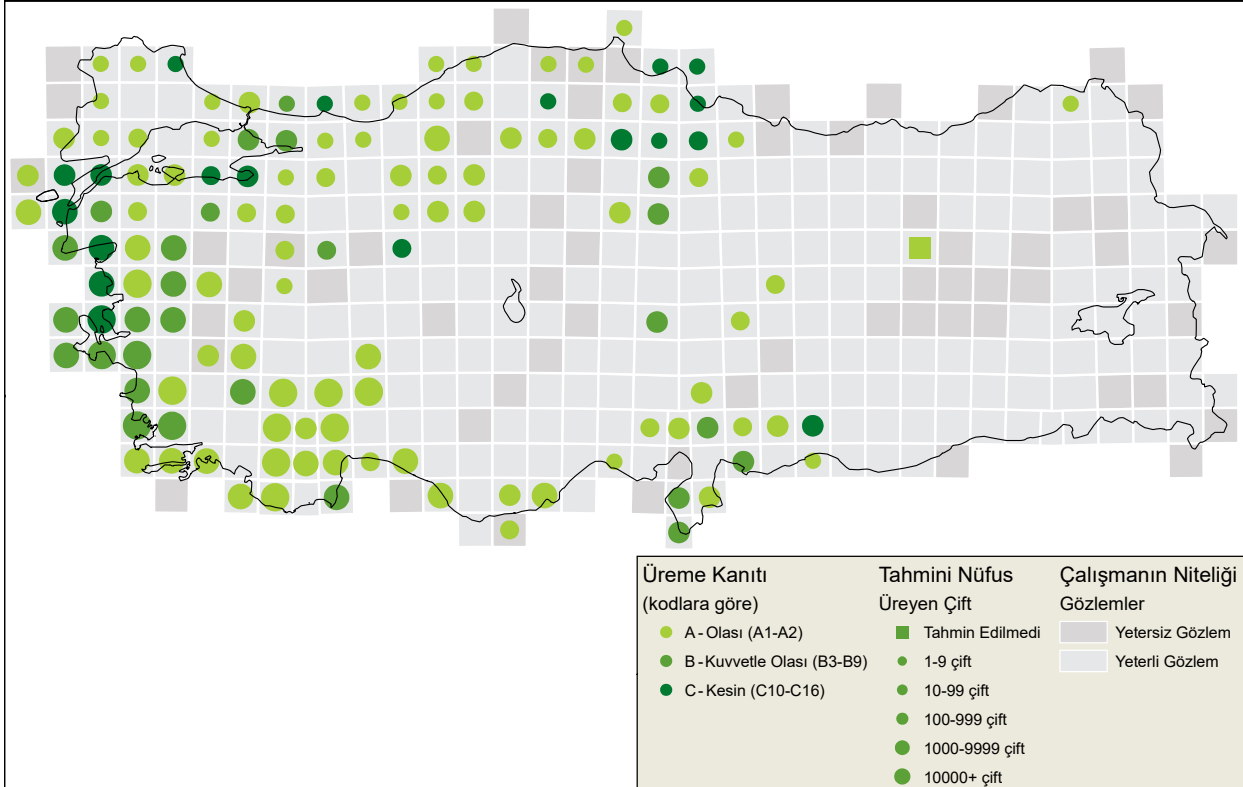 Üreme Kanıtı
(kodlara göre)
A - Olası (A1-A2)
B - Kuvvetle Olası (B3-B9)
C - Kesin (C10-C16)
Tahmini Nüfus
Üreyen Çift
Tahmin Edilmedi
1-9 çift
10-99 çift
100-999 çift
1000-9999 çift
10000+ çift
Çalışmanın Niteliği
Gözlemler
Yetersiz Gözlem
Yeterli Gözlem